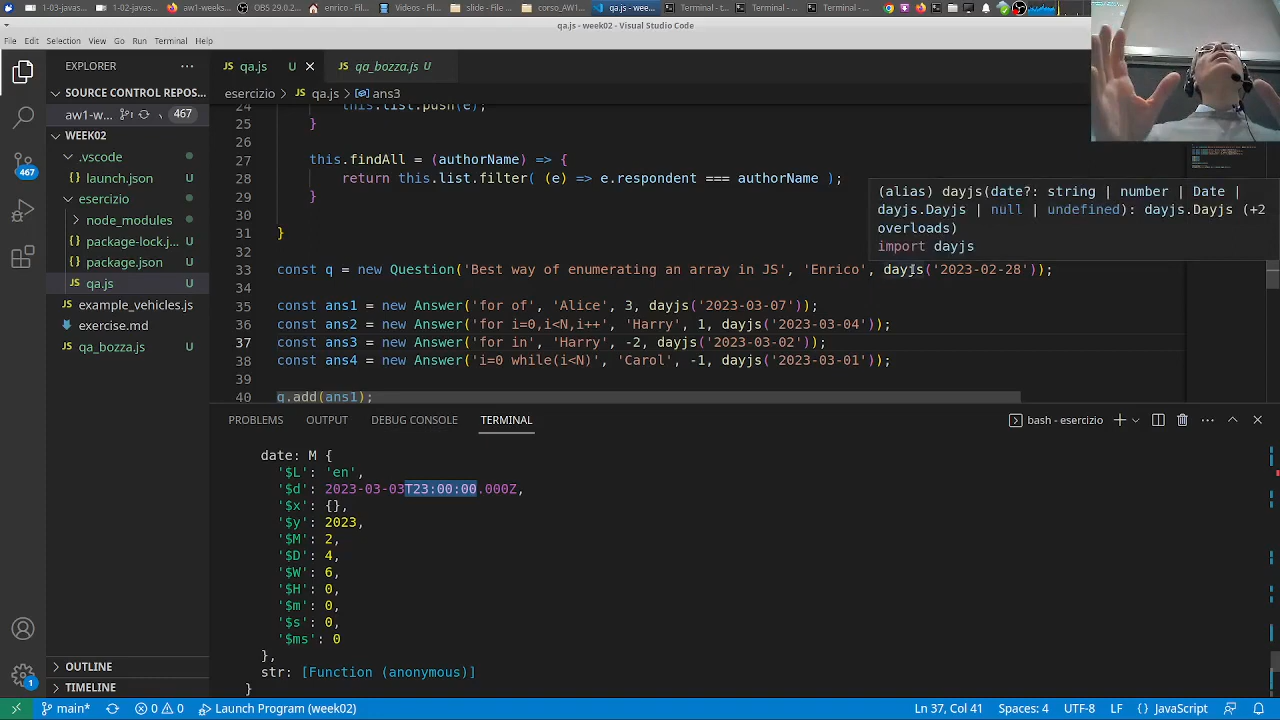 1-03-javas...
1-03-javas...
aw1-weeks...
OBS 29.0.2...
enrico - Ho...
Videos - Fil...
slide - File ...
corso_AW1...
qa.js - wee...
*Terminal - ...
Terminal - ...
Terminal - ...
qa.js - week02 - Visual Studio Code
File Edit Selection View Go Run Terminal Help
EXPLORER ...
SOURCE CONTROL REPOS...
aw1-w... 467
WEEK02
.vscode
launch.json U
esercizio
node_modules
package-lock.j... U
package.json U
qa.js U
example_vehicles.js U
exercise.md U
qa_bozza.js U
OUTLINE
TIMELINE
467
1
JS qa.js U ×
JS qa_bozza.js U
esercizio > JS qa.js > ans3
24 this.list.push(e);
25 }
26
27 this.findAll = (authorName) => {
28 return this.list.filter( (e) => e.respondent === authorName );
29 }
30
31 }
32
33 const q = new Question('Best way of enumerating an array in JS', 'Enrico', dayjs('2023-02-28'));
34
35 const ans1 = new Answer('for of', 'Alice', 3, dayjs('2023-03-07'));
36 const ans2 = new Answer('for i=0,i<N,i++', 'Harry', 1, dayjs('2023-03-04'));
37 const ans3 = new Answer('for in', 'Harry', -2, dayjs('2023-03-02'));
38 const ans4 = new Answer('i=0 while(i<N)', 'Carol', -1, dayjs('2023-03-01'));
39
40 q.add(ans1);
(alias) dayjs(date?: string | number | Date |
dayjs.Dayjs | null | undefined): dayjs.Dayjs (+2
overloads)
import dayjs
PROBLEMS OUTPUT DEBUG CONSOLE TERMINAL
bash - esercizio
date: M {
'$L': 'en',
'$d': 2023-03-03T23:00:00.000Z,
'$x': {},
'$y': 2023,
'$M': 2,
'$D': 4,
'$W': 6,
'$H': 0,
'$m': 0,
'$s': 0,
'$ms': 0
},
str: [Function (anonymous)]
}
main* 0 0 Launch Program (week02)
Ln 37, Col 41 Spaces: 4 UTF-8 LF {} JavaScript